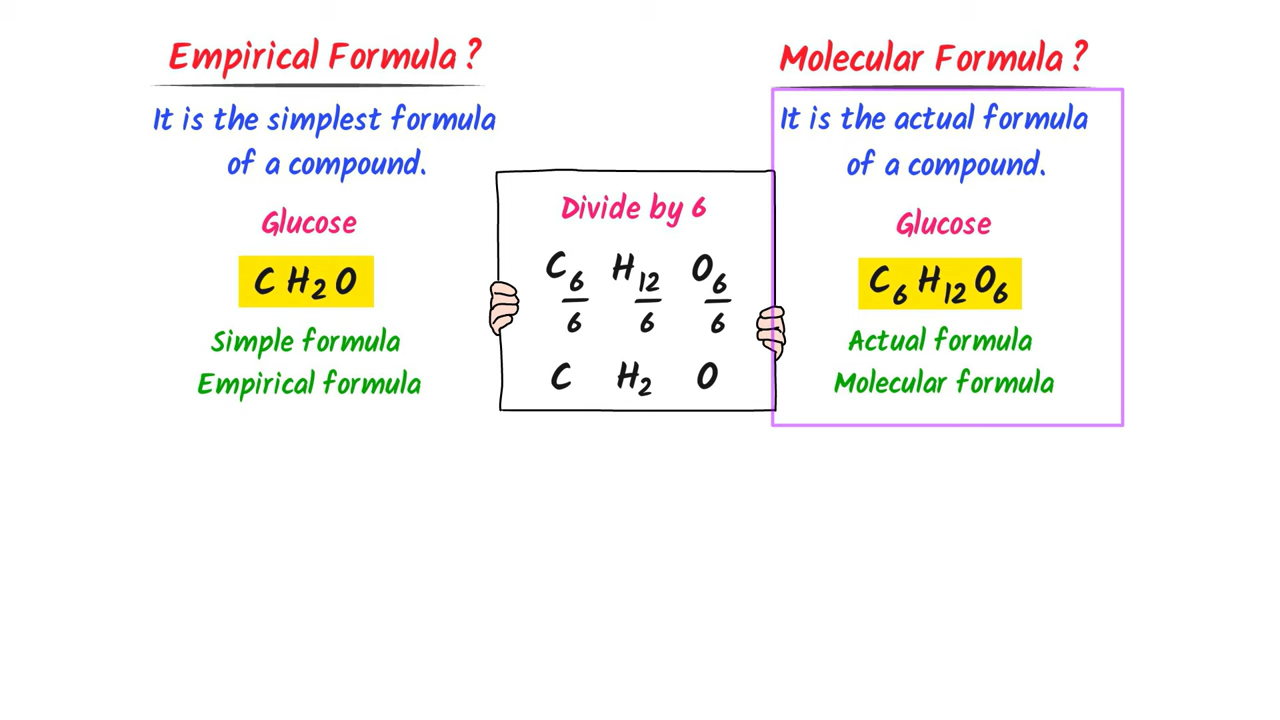 Empirical Formula?
It is the simplest formula
of a compound.
Glucose
CH₂O
Simple formula
Empirical formula
Divide by 6
C₆ H₁₂ O₆
6 6 6
C H₂ O
Molecular Formula?
It is the actual formula
of a compound.
Glucose
C₆H₁₂O₆
Actual formula
Molecular formula